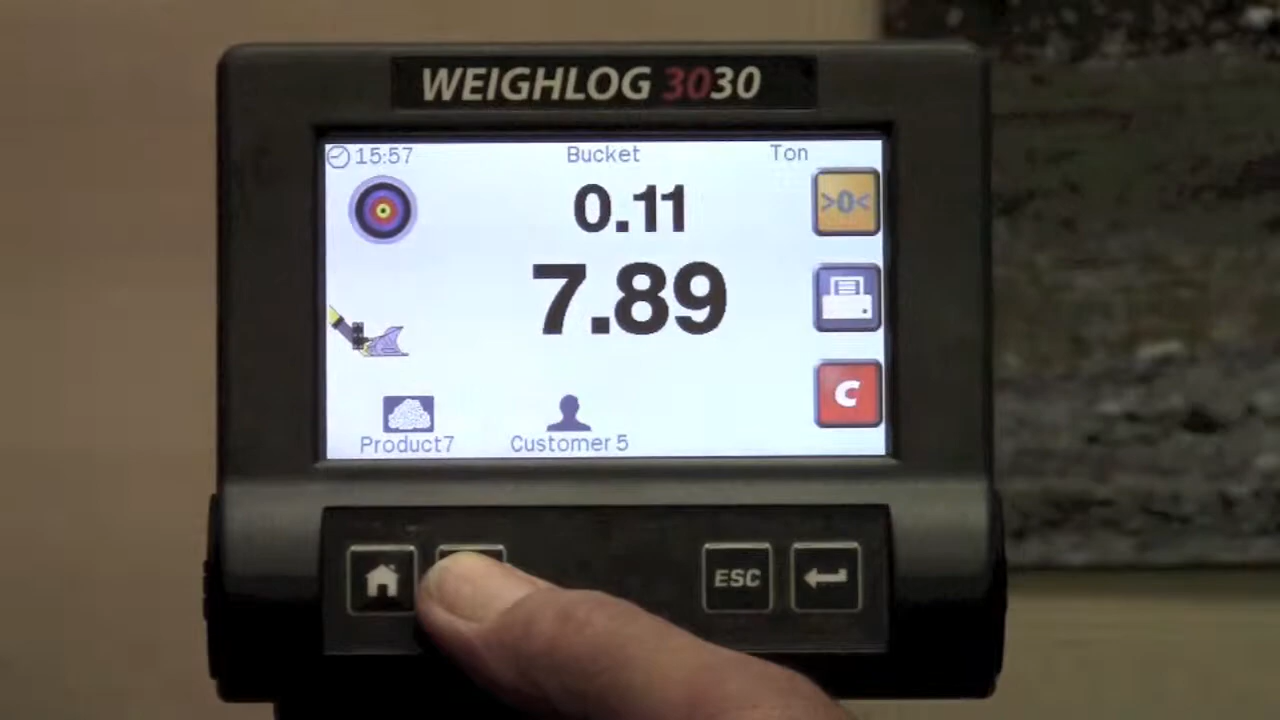 WEIGHLOG 3030
15:57 Bucket Ton
0.11
>0<
7.89
C
Product7 Customer 5
ESC